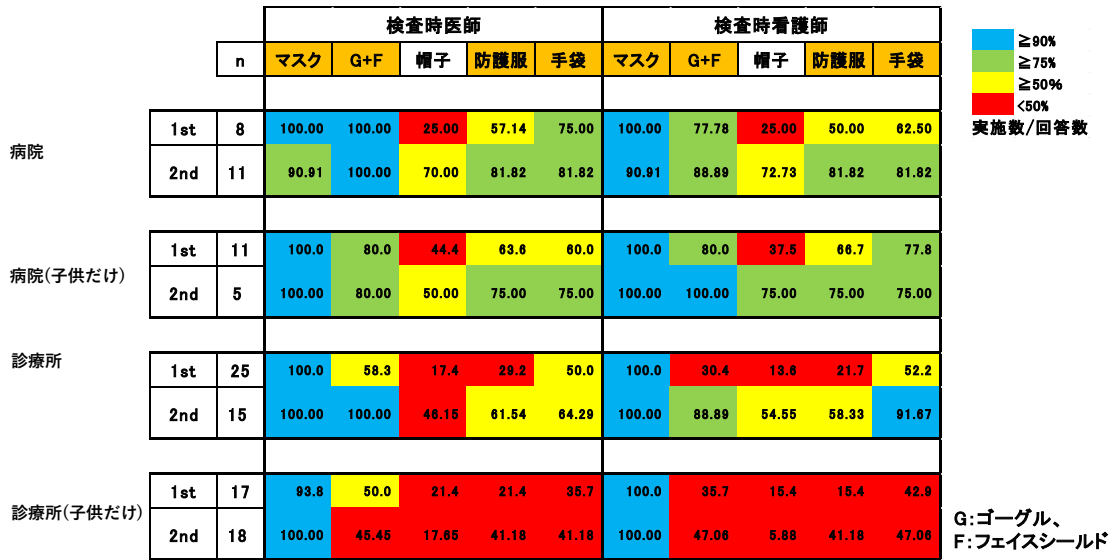 検査時医師 検査時看護師
n マスク G+F 帽子 防護服 手袋 マスク G+F 帽子 防護服 手袋
≧90%
≧75%
≧50%
<50%
実施数/回答数
病院
1st 8 100.00 100.00 25.00 57.14 75.00 100.00 77.78 25.00 50.00 62.50
2nd 11 90.91 100.00 70.00 81.82 81.82 90.91 88.89 72.73 81.82 81.82
病院(子供だけ)
1st 11 100.0 80.0 44.4 63.6 60.0 100.0 80.0 37.5 66.7 77.8
2nd 5 100.00 80.00 50.00 75.00 75.00 100.00 100.00 75.00 75.00 75.00
診療所
1st 25 100.0 58.3 17.4 29.2 50.0 100.0 30.4 13.6 21.7 52.2
2nd 15 100.00 100.00 46.15 61.54 64.29 100.00 88.89 54.55 58.33 91.67
診療所(子供だけ)
1st 17 93.8 50.0 21.4 21.4 35.7 100.0 35.7 15.4 15.4 42.9
2nd 18 100.00 45.45 17.65 41.18 41.18 100.00 47.06 5.88 41.18 47.06
G:ゴーグル、
F:フェイスシールド